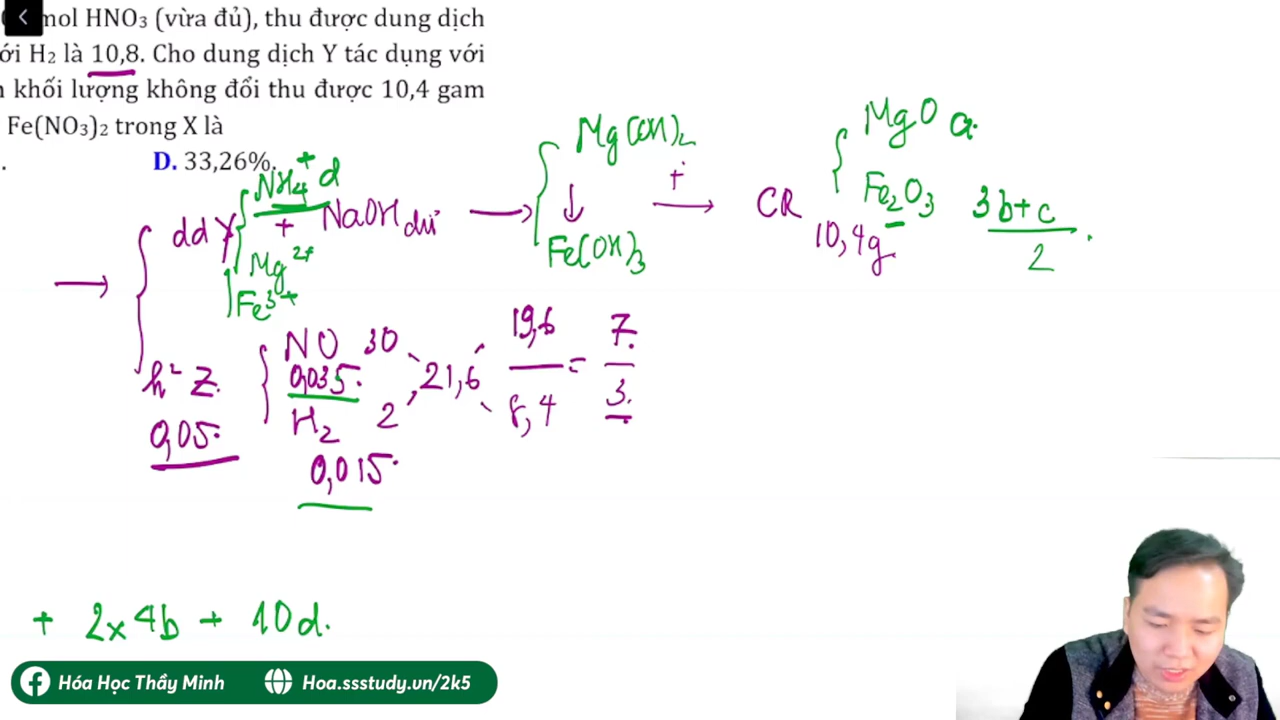 mol HNO₃ (vừa đủ), thu được dung dịch
ới H₂ là 10,8. Cho dung dịch Y tác dụng với
n khối lượng không đổi thu được 10,4 gam
Fe(NO₃)₂ trong X là
. D. 33,26%.
NH₄⁺ d
ddY + NaOH dư
Mg²⁺
Fe³⁺
Mg(OH)₂
↓
Fe(OH)₃
t°
CR
10,4g
MgO a.
Fe₂O₃ 3b+c
2
h² Z
0,05.
NO 30 19,6 7
0,035. 21,6 =
H₂ 2 8,4 3
0,015.
+ 2x4b + 10d.
Hóa Học Thầy Minh
Hoa.ssstudy.vn/2k5